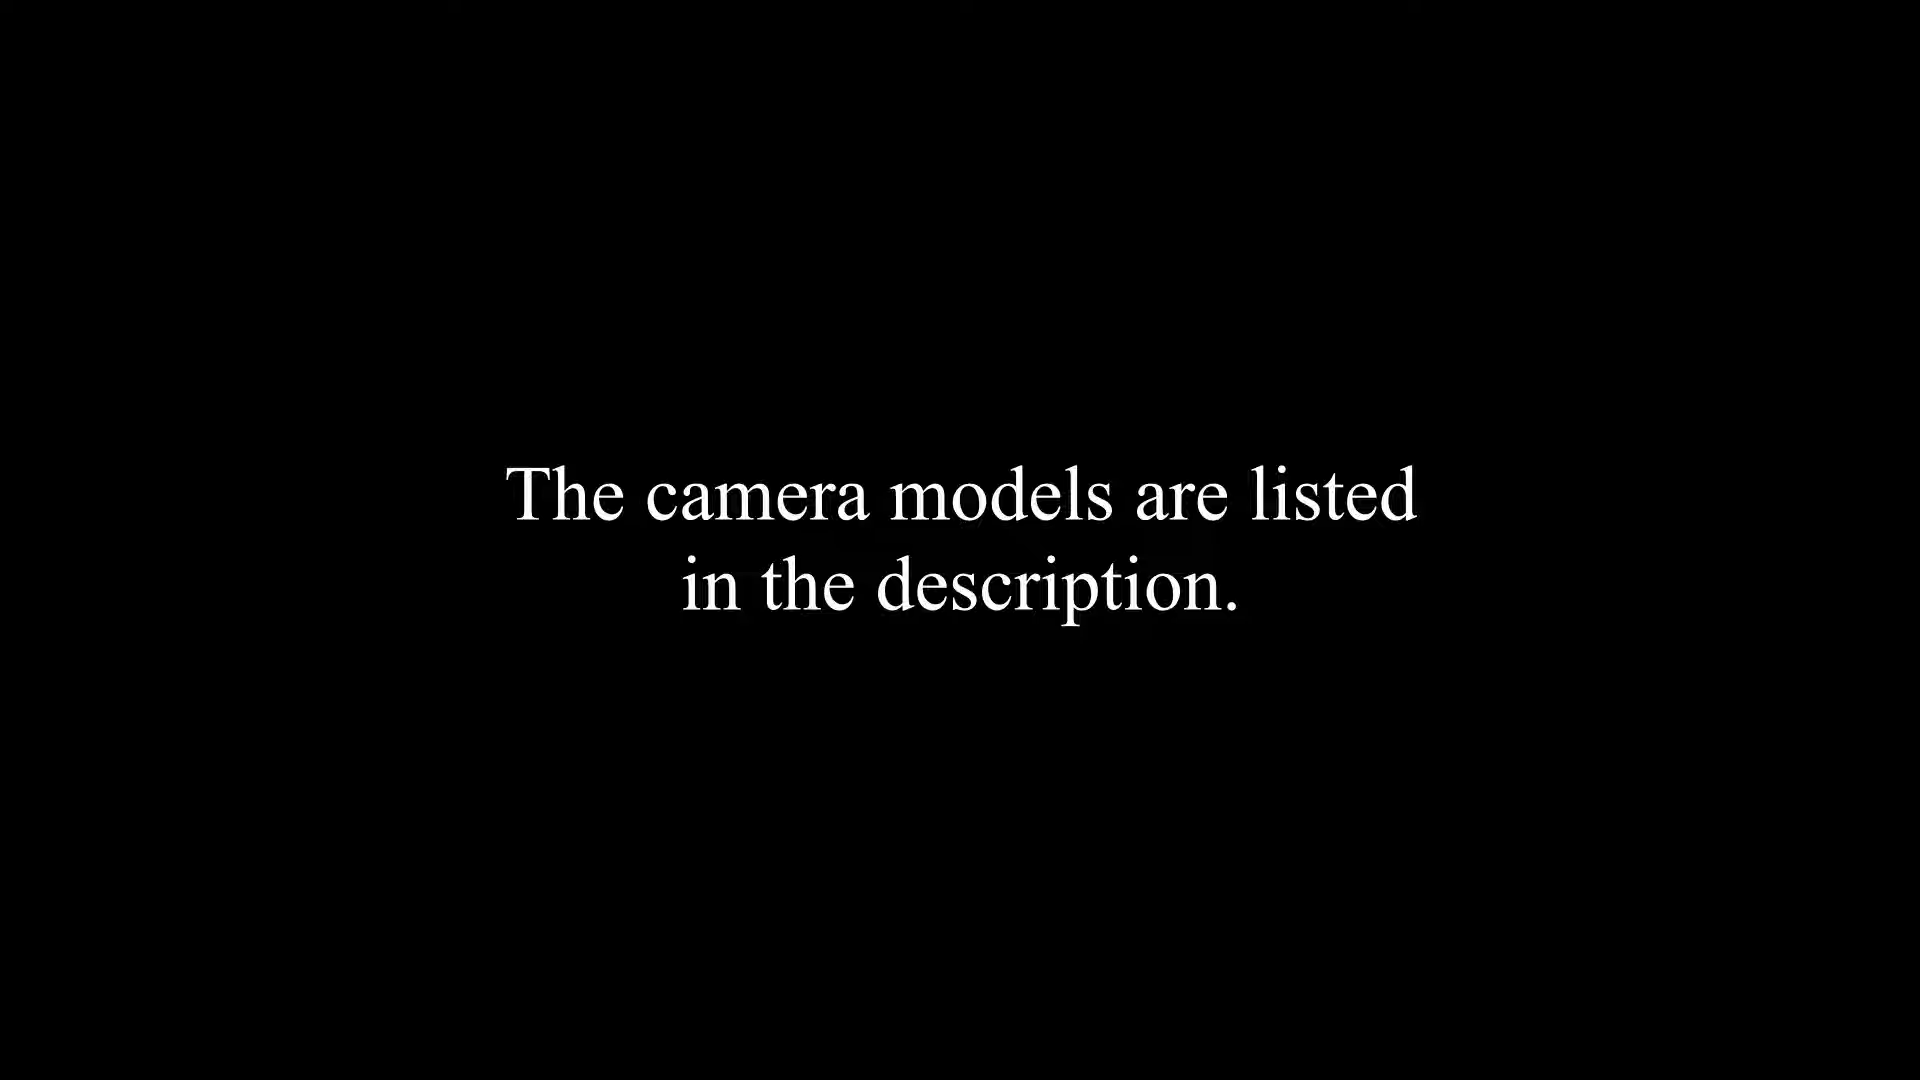 The camera models are listed
in the description.